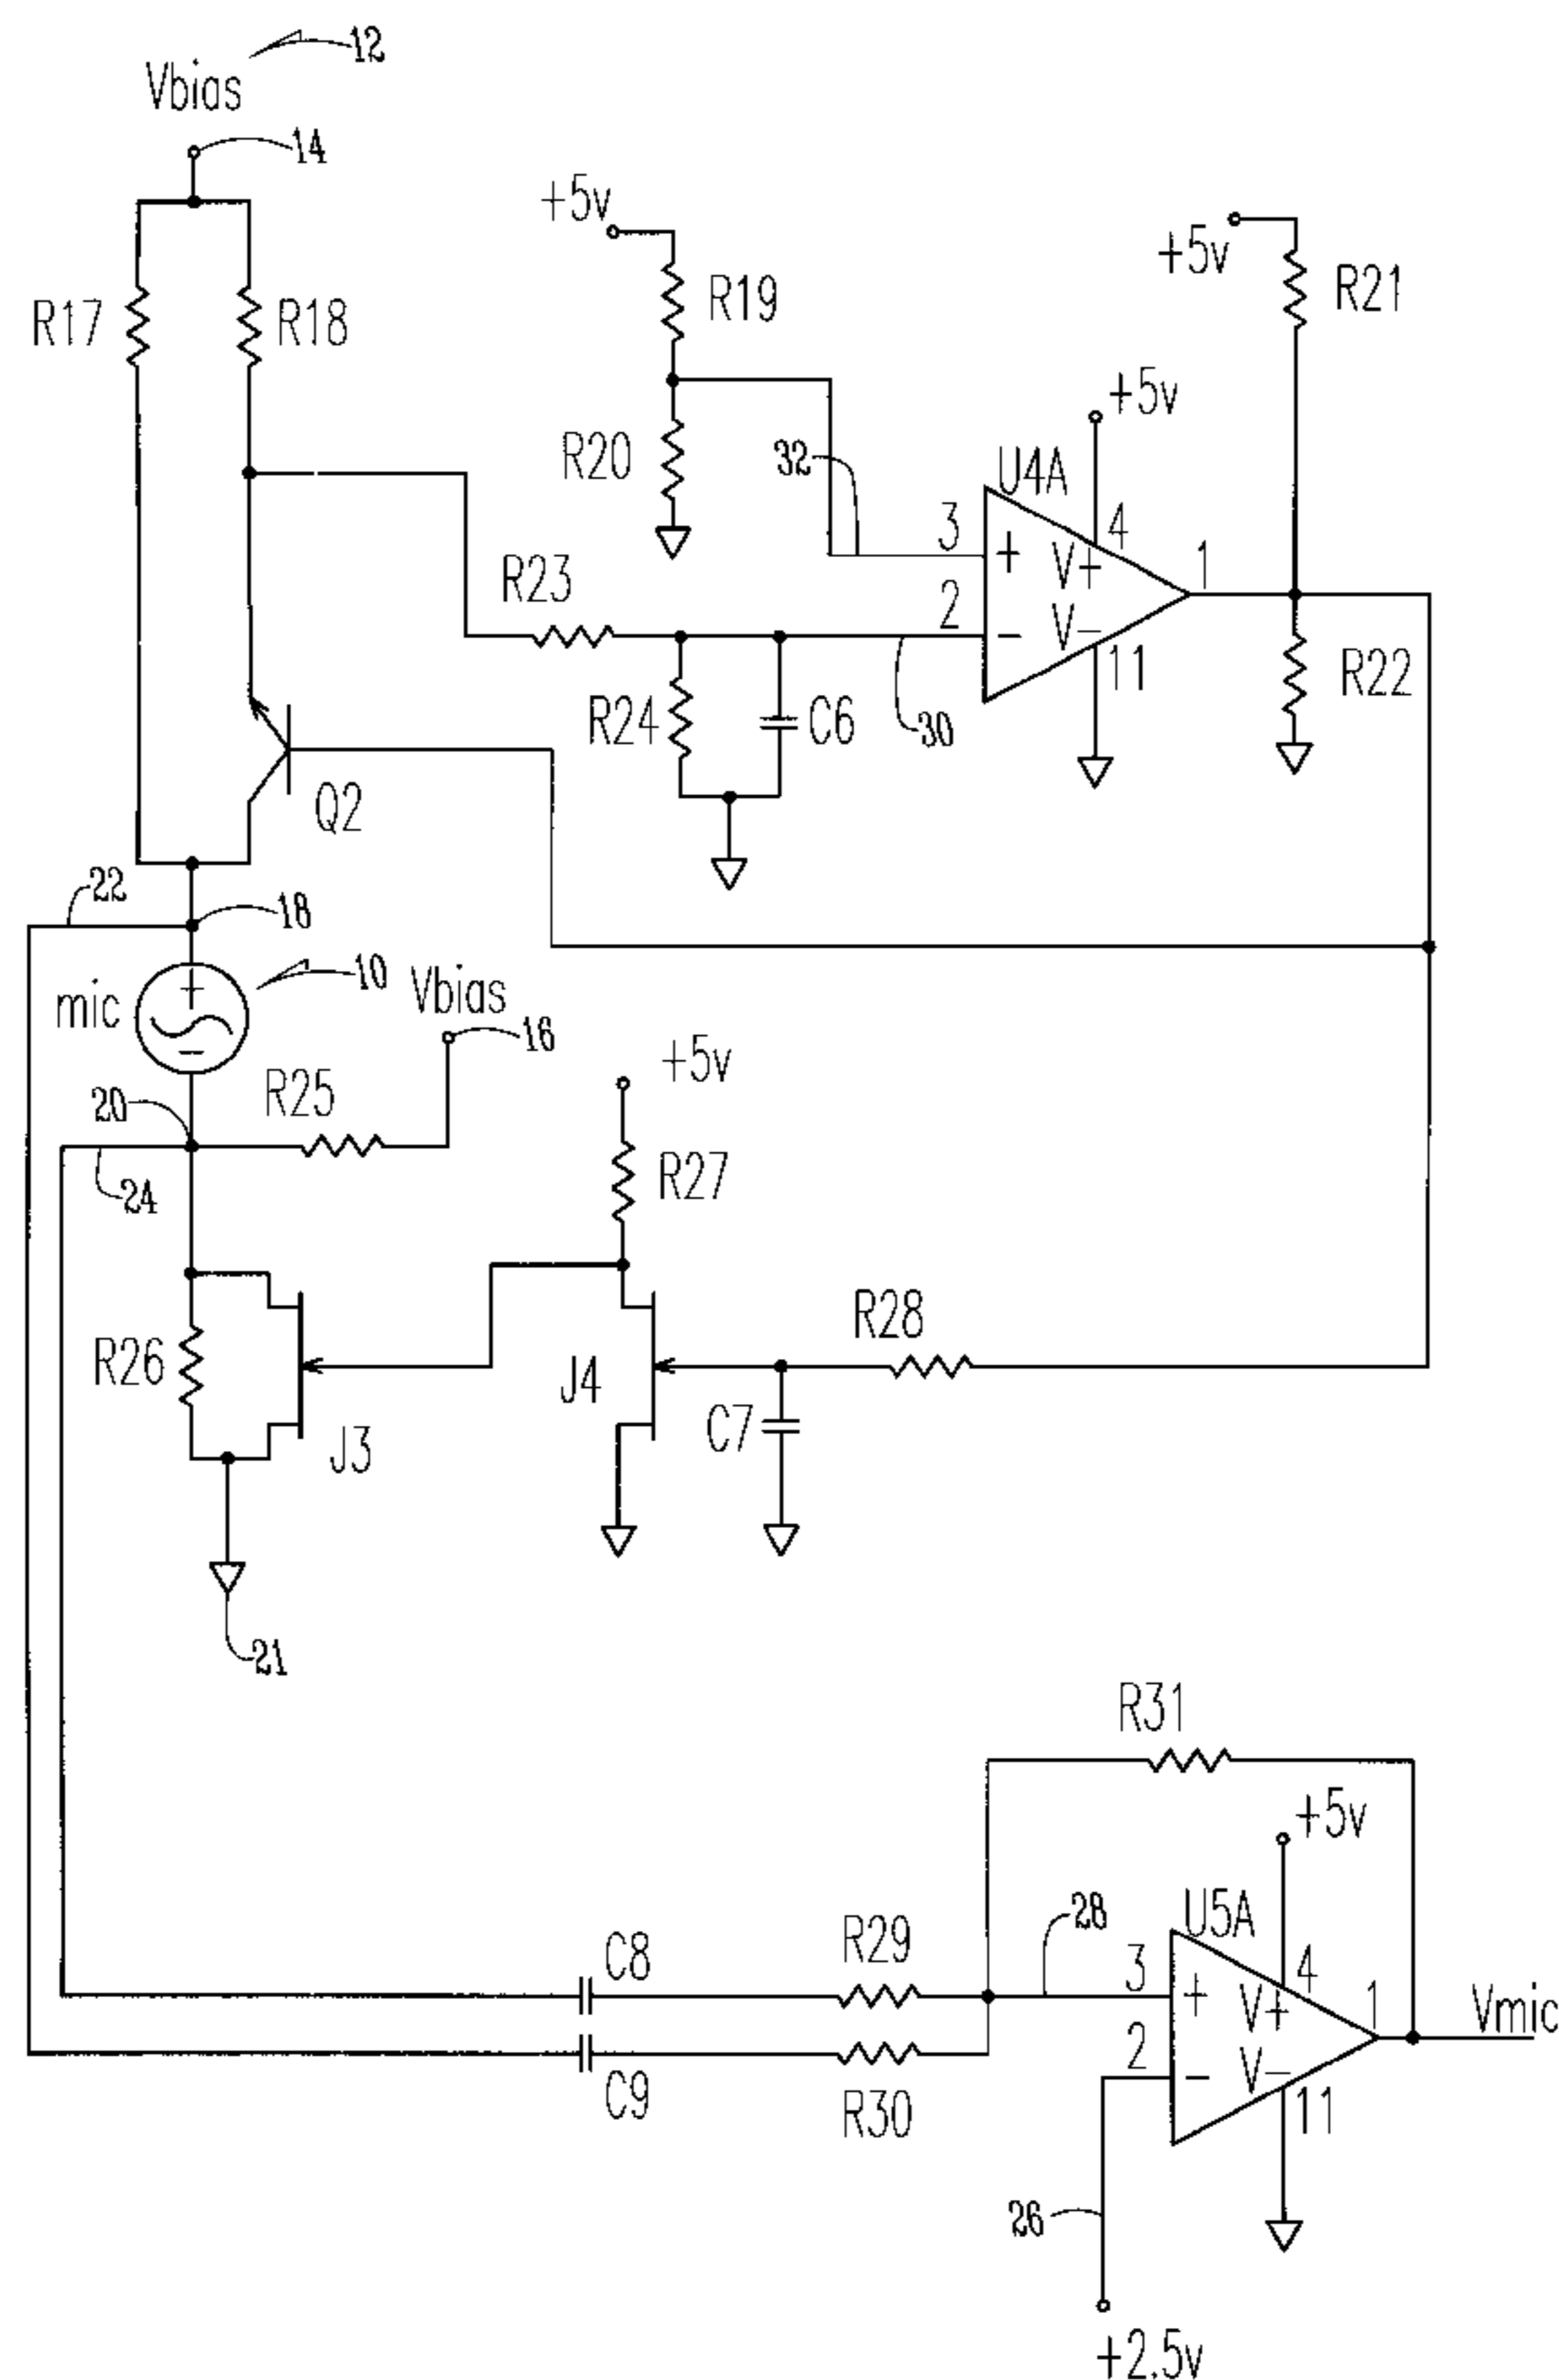 12
Vbias
14
+5v
+5v
R17
R18
R19
R21
+5v
R20
32
U4A
3
+
4
V+
R23
2
-
V-
1
11
R22
R24
C6
30
Q2
22
18
10
mic
+
-
Vbias
16
+5v
20
R25
24
R27
R28
R26
J4
C7
J3
21
R31
+5v
U5A
28
C8
R29
3
+
4
V+
1
Vmic
2
-
V-
C9
R30
11
26
+2.5v